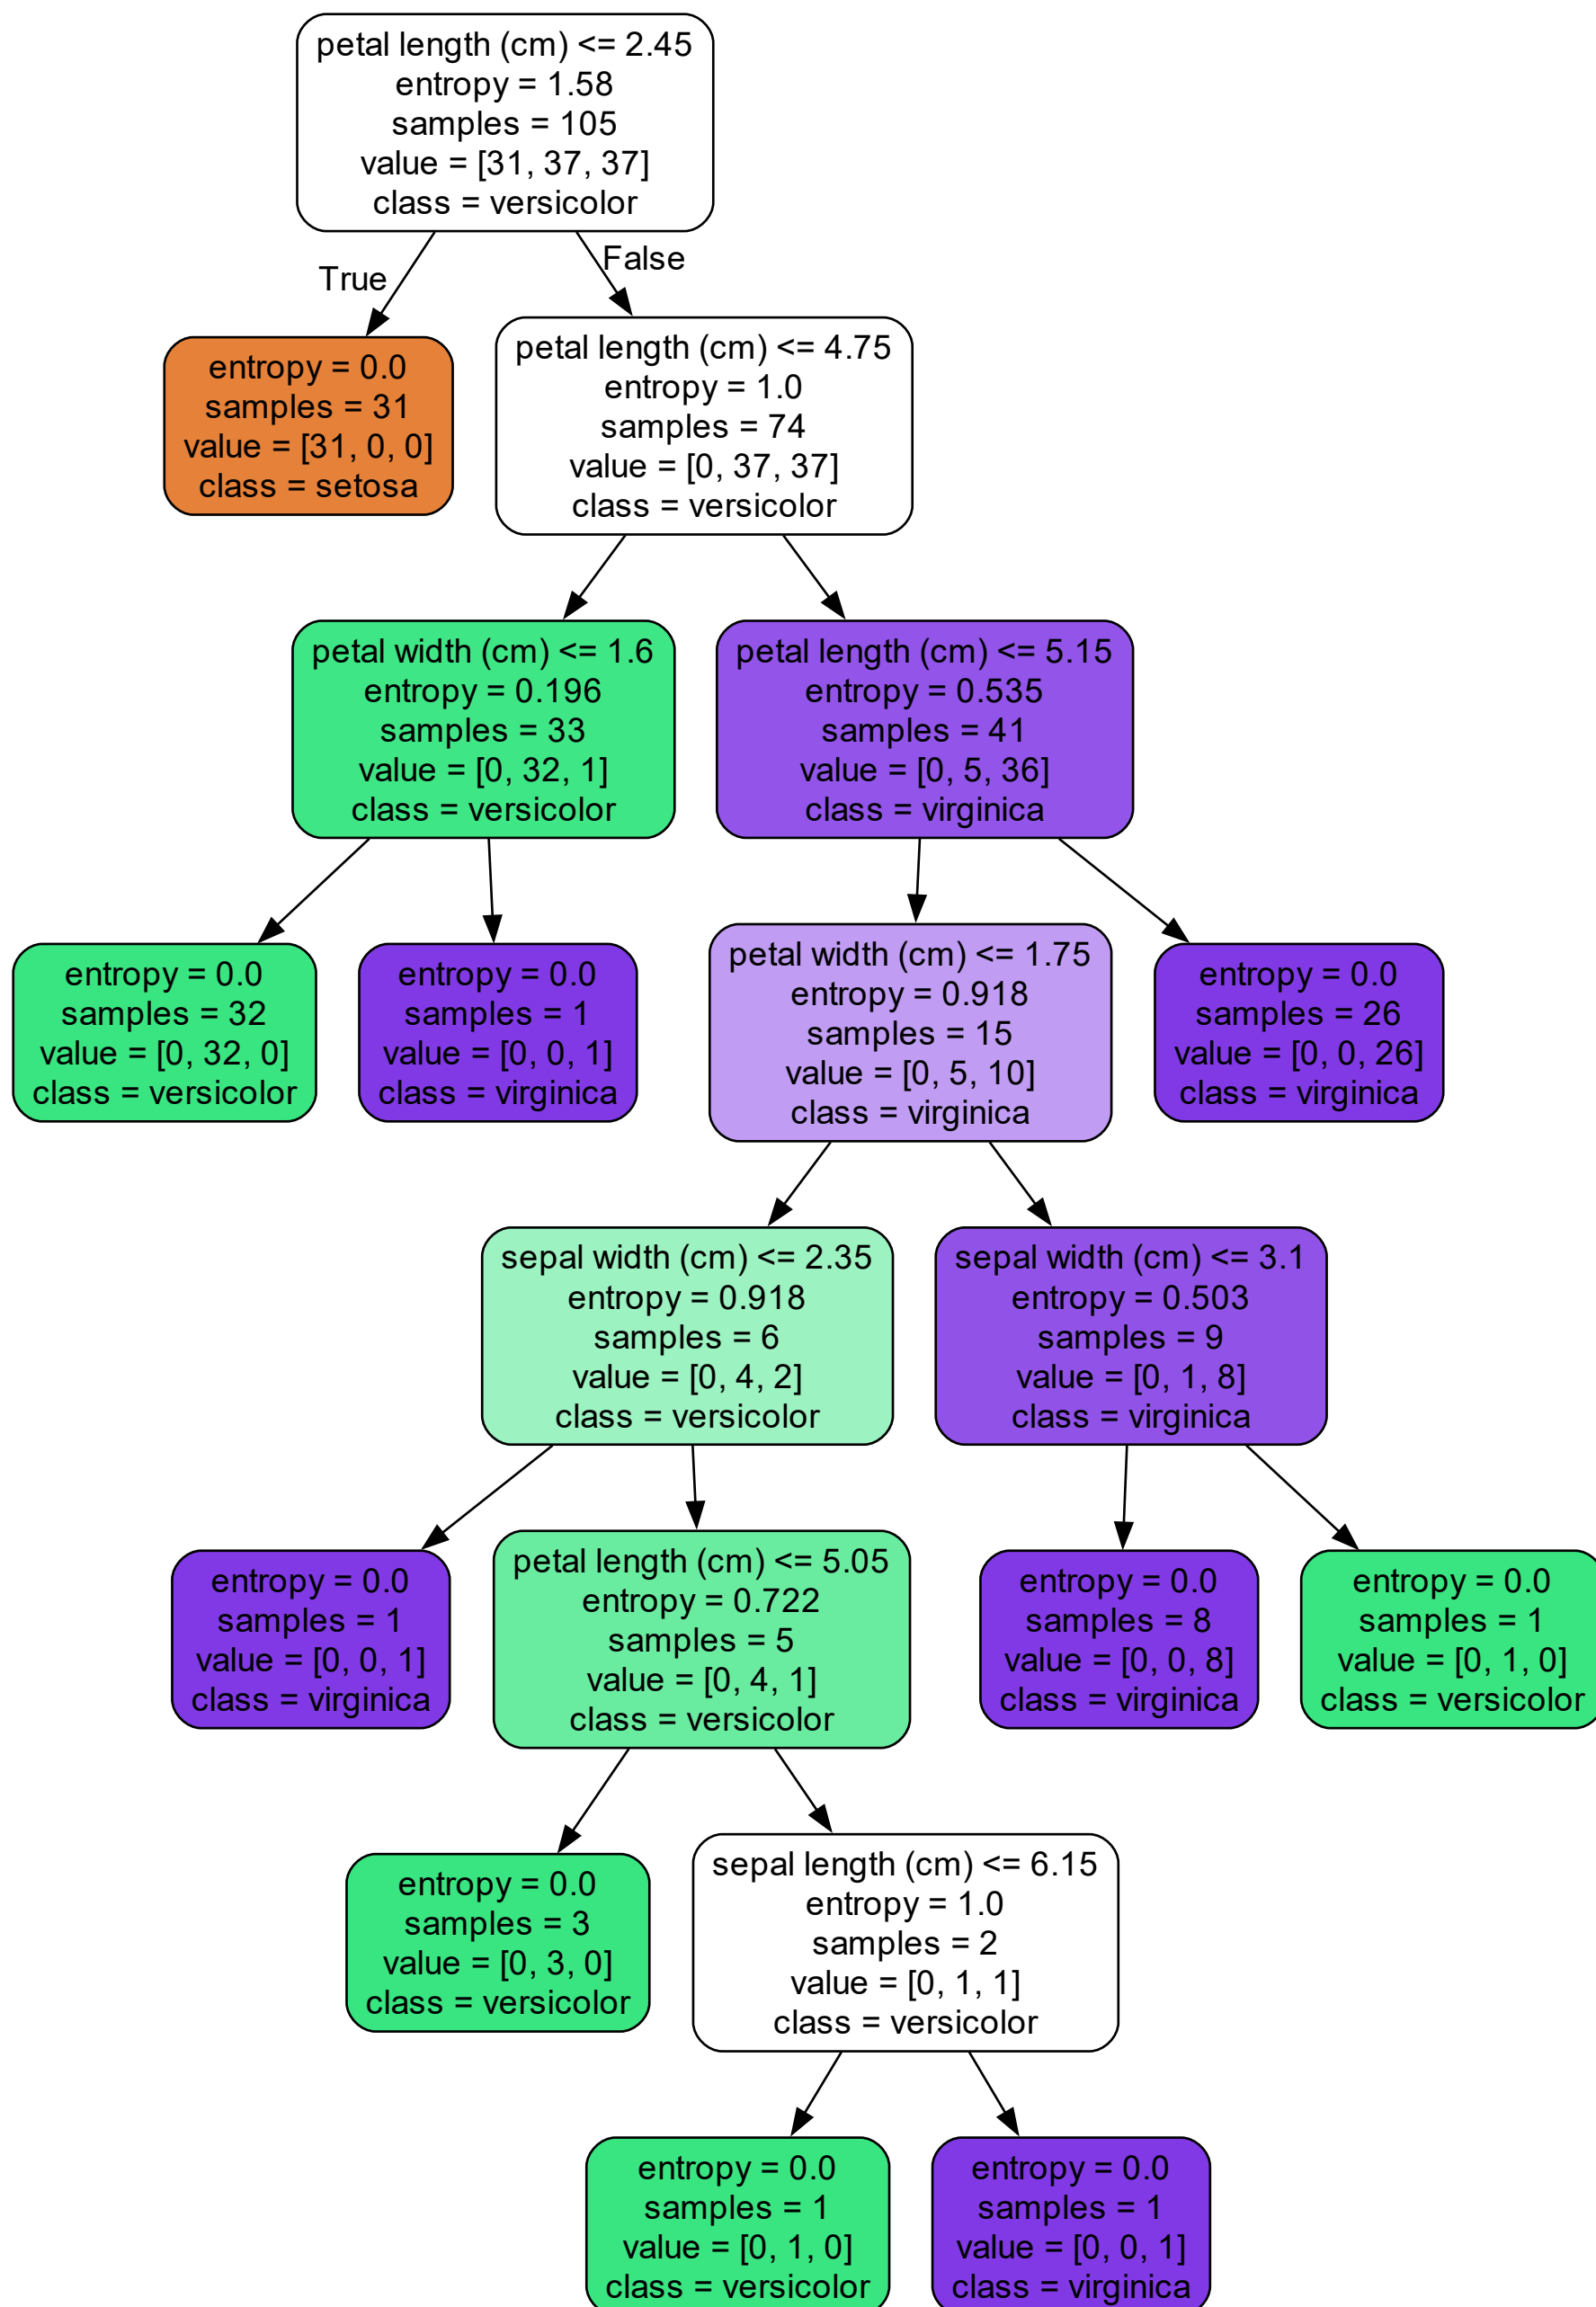 petal length (cm) <= 2.45
entropy = 1.58
samples = 105
value = [31, 37, 37]
class = versicolor
True
False
entropy = 0.0
samples = 31
value = [31, 0, 0]
class = setosa
petal length (cm) <= 4.75
entropy = 1.0
samples = 74
value = [0, 37, 37]
class = versicolor
petal width (cm) <= 1.6
entropy = 0.196
samples = 33
value = [0, 32, 1]
class = versicolor
petal length (cm) <= 5.15
entropy = 0.535
samples = 41
value = [0, 5, 36]
class = virginica
entropy = 0.0
samples = 32
value = [0, 32, 0]
class = versicolor
entropy = 0.0
samples = 1
value = [0, 0, 1]
class = virginica
petal width (cm) <= 1.75
entropy = 0.918
samples = 15
value = [0, 5, 10]
class = virginica
entropy = 0.0
samples = 26
value = [0, 0, 26]
class = virginica
sepal width (cm) <= 2.35
entropy = 0.918
samples = 6
value = [0, 4, 2]
class = versicolor
sepal width (cm) <= 3.1
entropy = 0.503
samples = 9
value = [0, 1, 8]
class = virginica
entropy = 0.0
samples = 1
value = [0, 0, 1]
class = virginica
petal length (cm) <= 5.05
entropy = 0.722
samples = 5
value = [0, 4, 1]
class = versicolor
entropy = 0.0
samples = 8
value = [0, 0, 8]
class = virginica
entropy = 0.0
samples = 1
value = [0, 1, 0]
class = versicolor
entropy = 0.0
samples = 3
value = [0, 3, 0]
class = versicolor
sepal length (cm) <= 6.15
entropy = 1.0
samples = 2
value = [0, 1, 1]
class = versicolor
entropy = 0.0
samples = 1
value = [0, 1, 0]
class = versicolor
entropy = 0.0
samples = 1
value = [0, 0, 1]
class = virginica